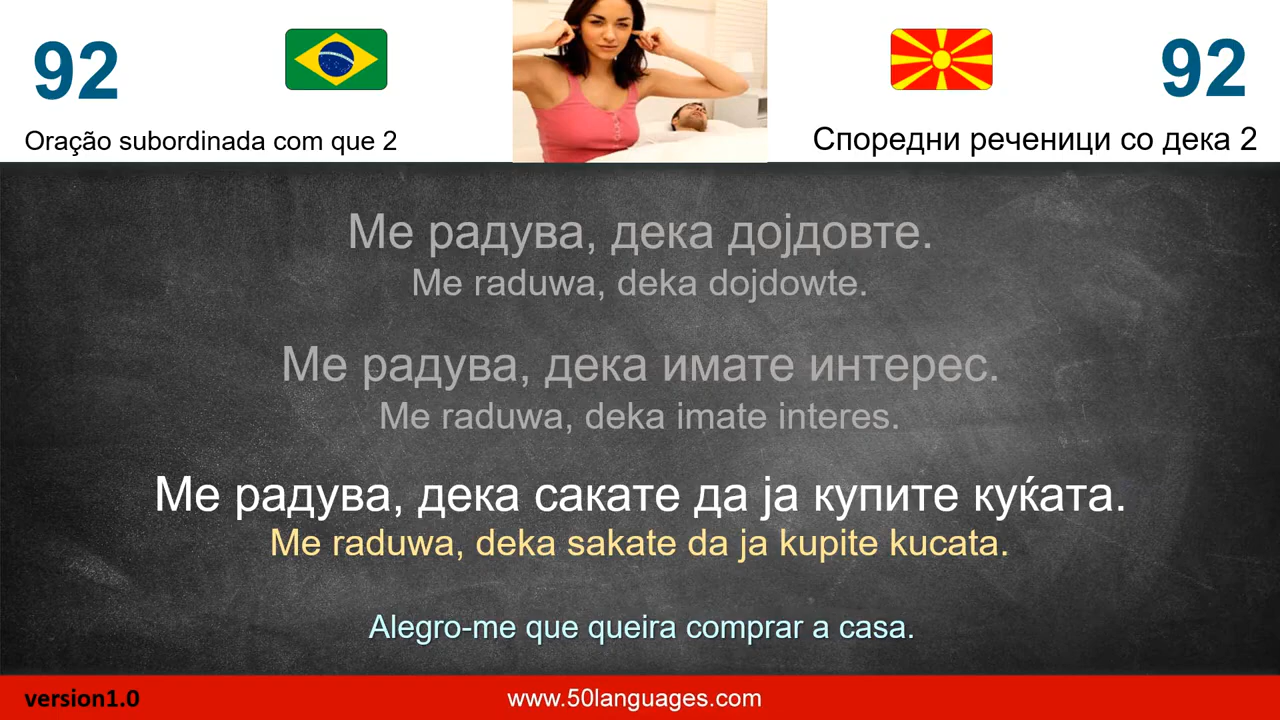 92
92
Oração subordinada com que 2
Споредни реченици со дека 2
Ме радува, дека дојдовте.
Me raduwa, deka dojdowte.
Ме радува, дека имате интерес.
Me raduwa, deka imate interes.
Ме радува, дека сакате да ја купите куќата.
Me raduwa, deka sakate da ja kupite kucata.
Alegro-me que queira comprar a casa.
version1.0
www.50languages.com